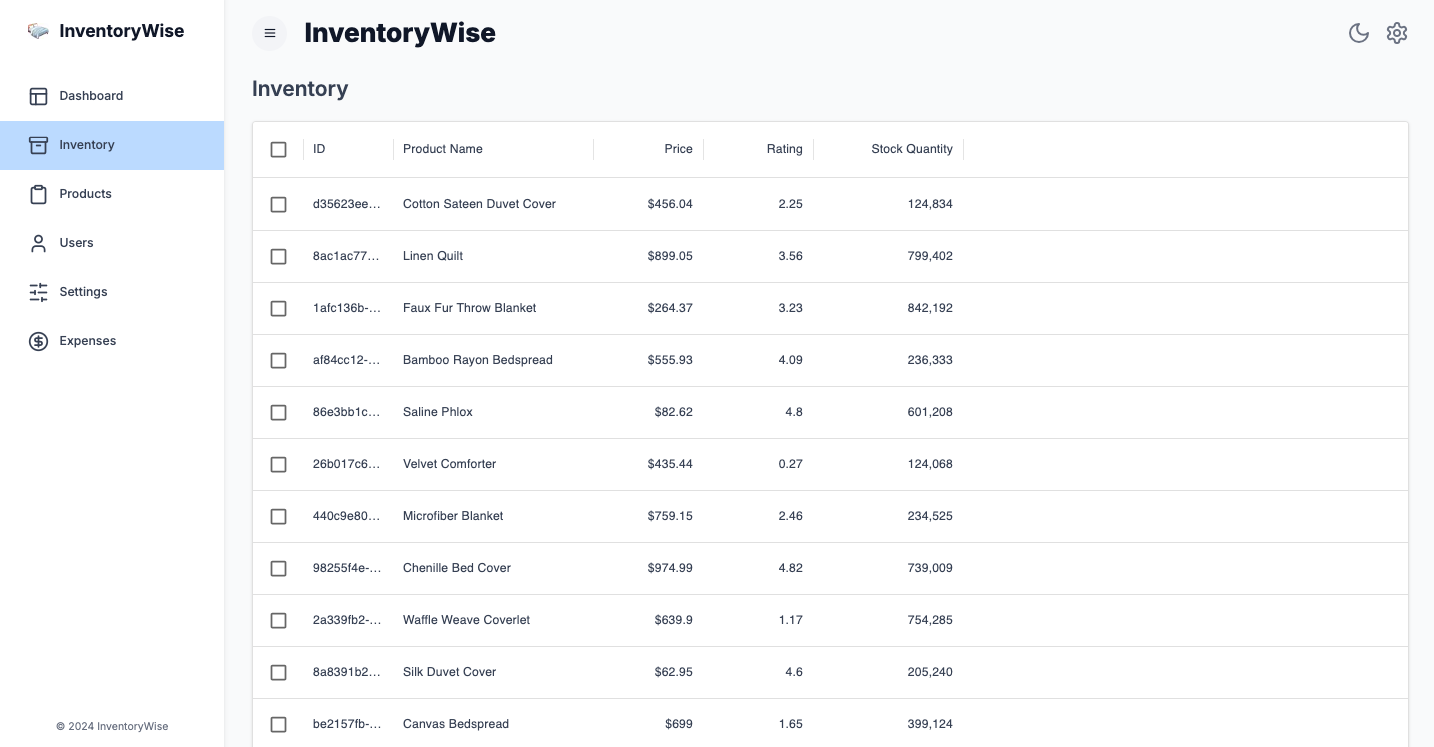 InventoryWise
InventoryWise
Dashboard
Inventory
Products
Users
Settings
Expenses
© 2024 InventoryWise
Inventory
ID Product Name Price Rating Stock Quantity
d35623ee... Cotton Sateen Duvet Cover $456.04 2.25 124,834
8ac1ac77... Linen Quilt $899.05 3.56 799,402
1afc136b-... Faux Fur Throw Blanket $264.37 3.23 842,192
af84cc12-... Bamboo Rayon Bedspread $555.93 4.09 236,333
86e3bb1c... Saline Phlox $82.62 4.8 601,208
26b017c6... Velvet Comforter $435.44 0.27 124,068
440c9e80... Microfiber Blanket $759.15 2.46 234,525
98255f4e-... Chenille Bed Cover $974.99 4.82 739,009
2a339fb2-... Waffle Weave Coverlet $639.9 1.17 754,285
8a8391b2... Silk Duvet Cover $62.95 4.6 205,240
be2157fb-... Canvas Bedspread $699 1.65 399,124